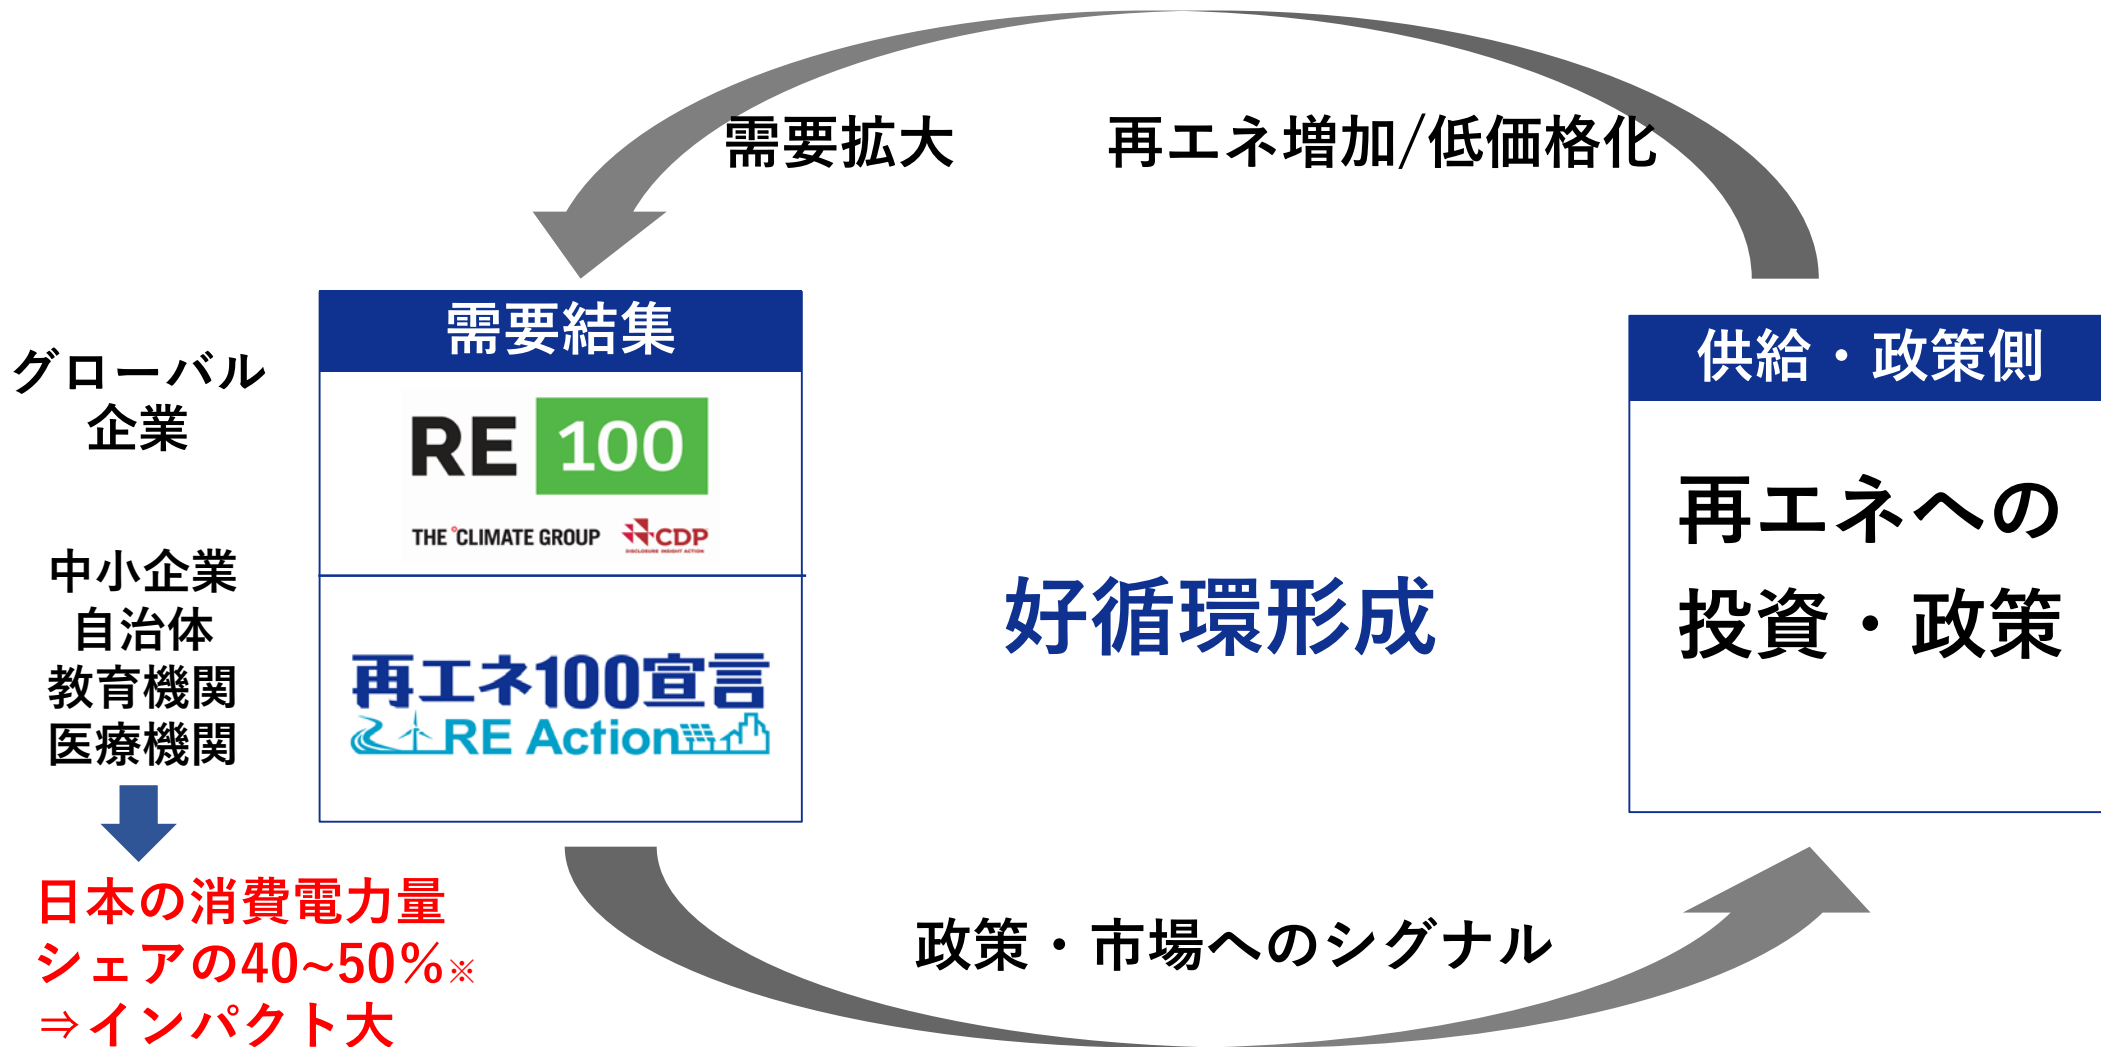 需要拡大 再エネ増加/低価格化
グローバル
企業
中小企業
自治体
教育機関
医療機関
日本の消費電力量
シェアの40~50%※
⇒インパクト大
需要結集
RE 100
THE °CLIMATE GROUP CDP
DISCLOSURE INSIGHT ACTION
再エネ100宣言
RE Action
好循環形成
供給・政策側
再エネへの
投資・政策
政策・市場へのシグナル